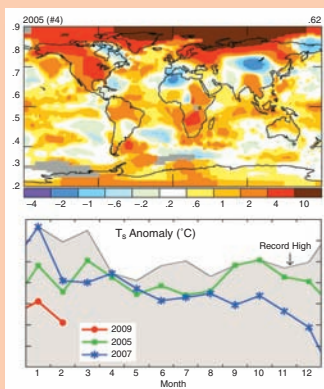 2005 (#4) .62
.9
.8
.7
.6
.5
.4
.3
.2
-4 -2 -1 -.6 -.2 .2 .6 1 2 4 10
Ts Anomaly (˚C)
Record High
2009
2005
2007
1 2 3 4 5 6 7 8 9 10 11 12
Month